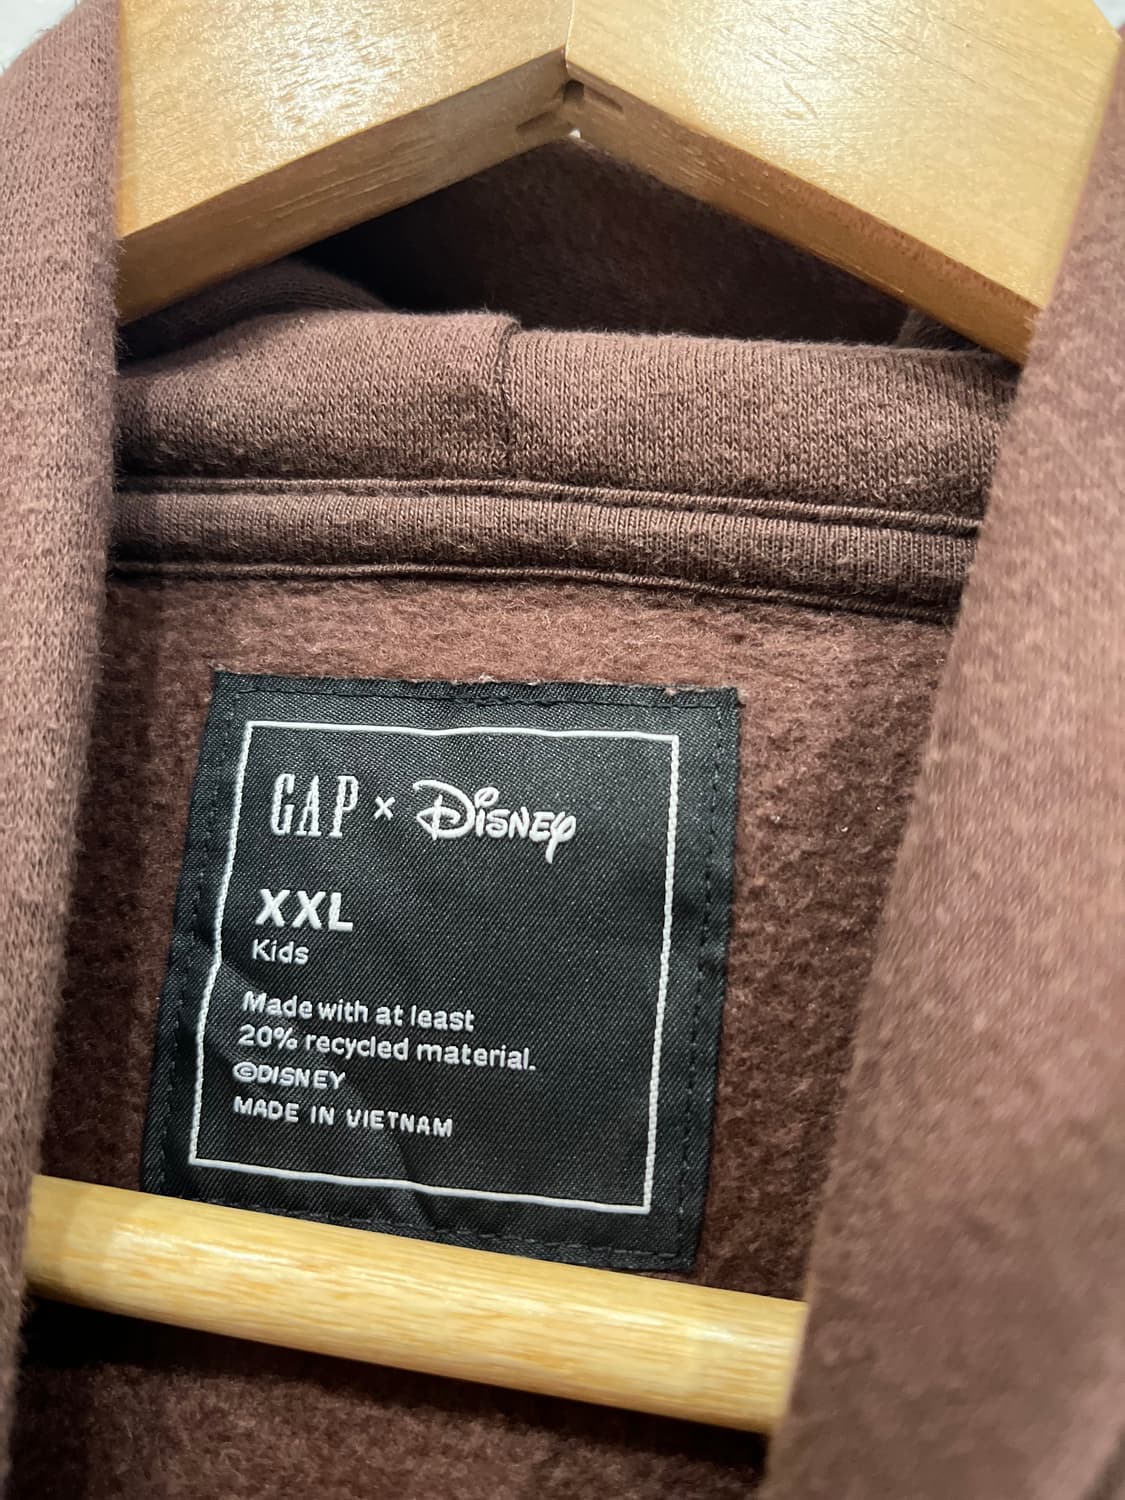 GAP × Disney
XXL
Kids
Made with at least
20% recycled material.
©DISNEY
MADE IN VIETNAM